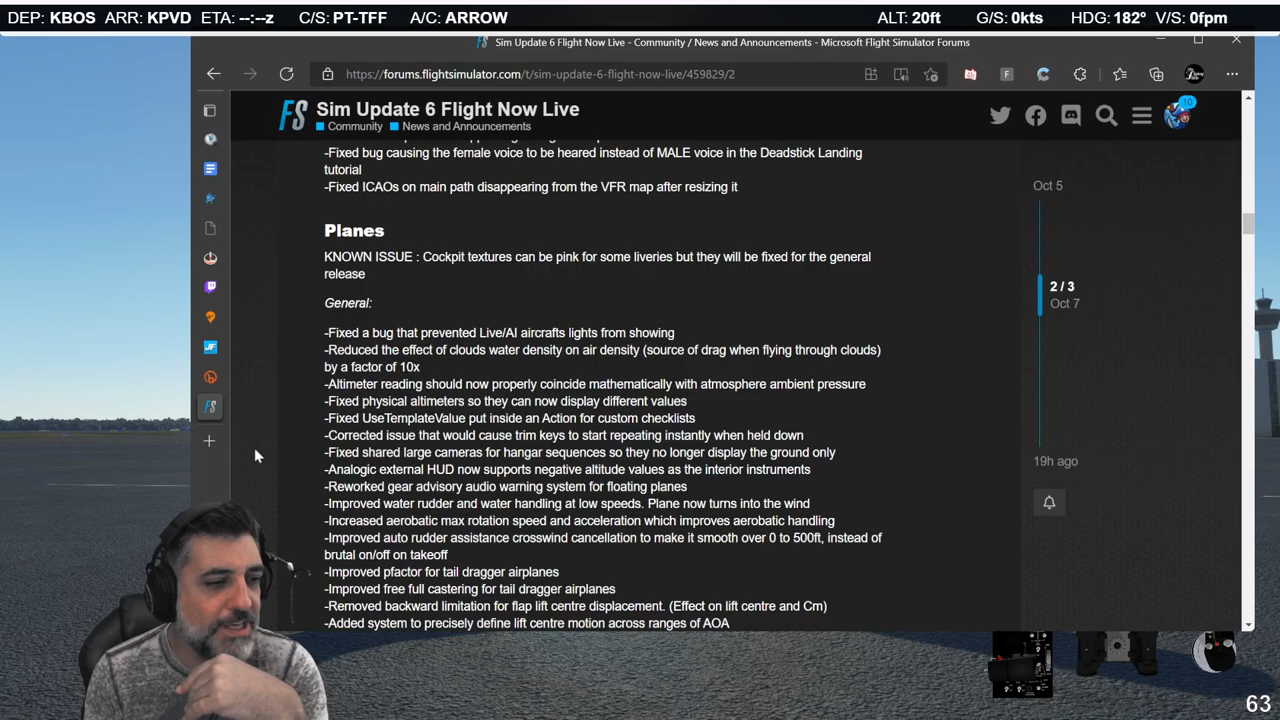 DEP: KBOS ARR: KPVD ETA: --:--z C/S: PT-TFF A/C: ARROW ALT: 20ft G/S: 0kts HDG: 182° V/S: 0fpm
Sim Update 6 Flight Now Live - Community / News and Announcements - Microsoft Flight Simulator Forums
https://forums.flightsimulator.com/t/sim-update-6-flight-now-live/459829/2
FS Sim Update 6 Flight Now Live
Community News and Announcements
10
-Fixed bug causing the female voice to be heared instead of MALE voice in the Deadstick Landing
tutorial
-Fixed ICAOs on main path disappearing from the VFR map after resizing it
Planes
KNOWN ISSUE : Cockpit textures can be pink for some liveries but they will be fixed for the general
release
General:
-Fixed a bug that prevented Live/AI aircrafts lights from showing
-Reduced the effect of clouds water density on air density (source of drag when flying through clouds)
by a factor of 10x
-Altimeter reading should now properly coincide mathematically with atmosphere ambient pressure
-Fixed physical altimeters so they can now display different values
-Fixed UseTemplateValue put inside an Action for custom checklists
-Corrected issue that would cause trim keys to start repeating instantly when held down
-Fixed shared large cameras for hangar sequences so they no longer display the ground only
-Analogic external HUD now supports negative altitude values as the interior instruments
-Reworked gear advisory audio warning system for floating planes
-Improved water rudder and water handling at low speeds. Plane now turns into the wind
-Increased aerobatic max rotation speed and acceleration which improves aerobatic handling
-Improved auto rudder assistance crosswind cancellation to make it smooth over 0 to 500ft, instead of
brutal on/off on takeoff
-Improved pfactor for tail dragger airplanes
-Improved free full castering for tail dragger airplanes
-Removed backward limitation for flap lift centre displacement. (Effect on lift centre and Cm)
-Added system to precisely define lift centre motion across ranges of AOA
Oct 5
2 / 3
Oct 7
19h ago
JF
FS
63